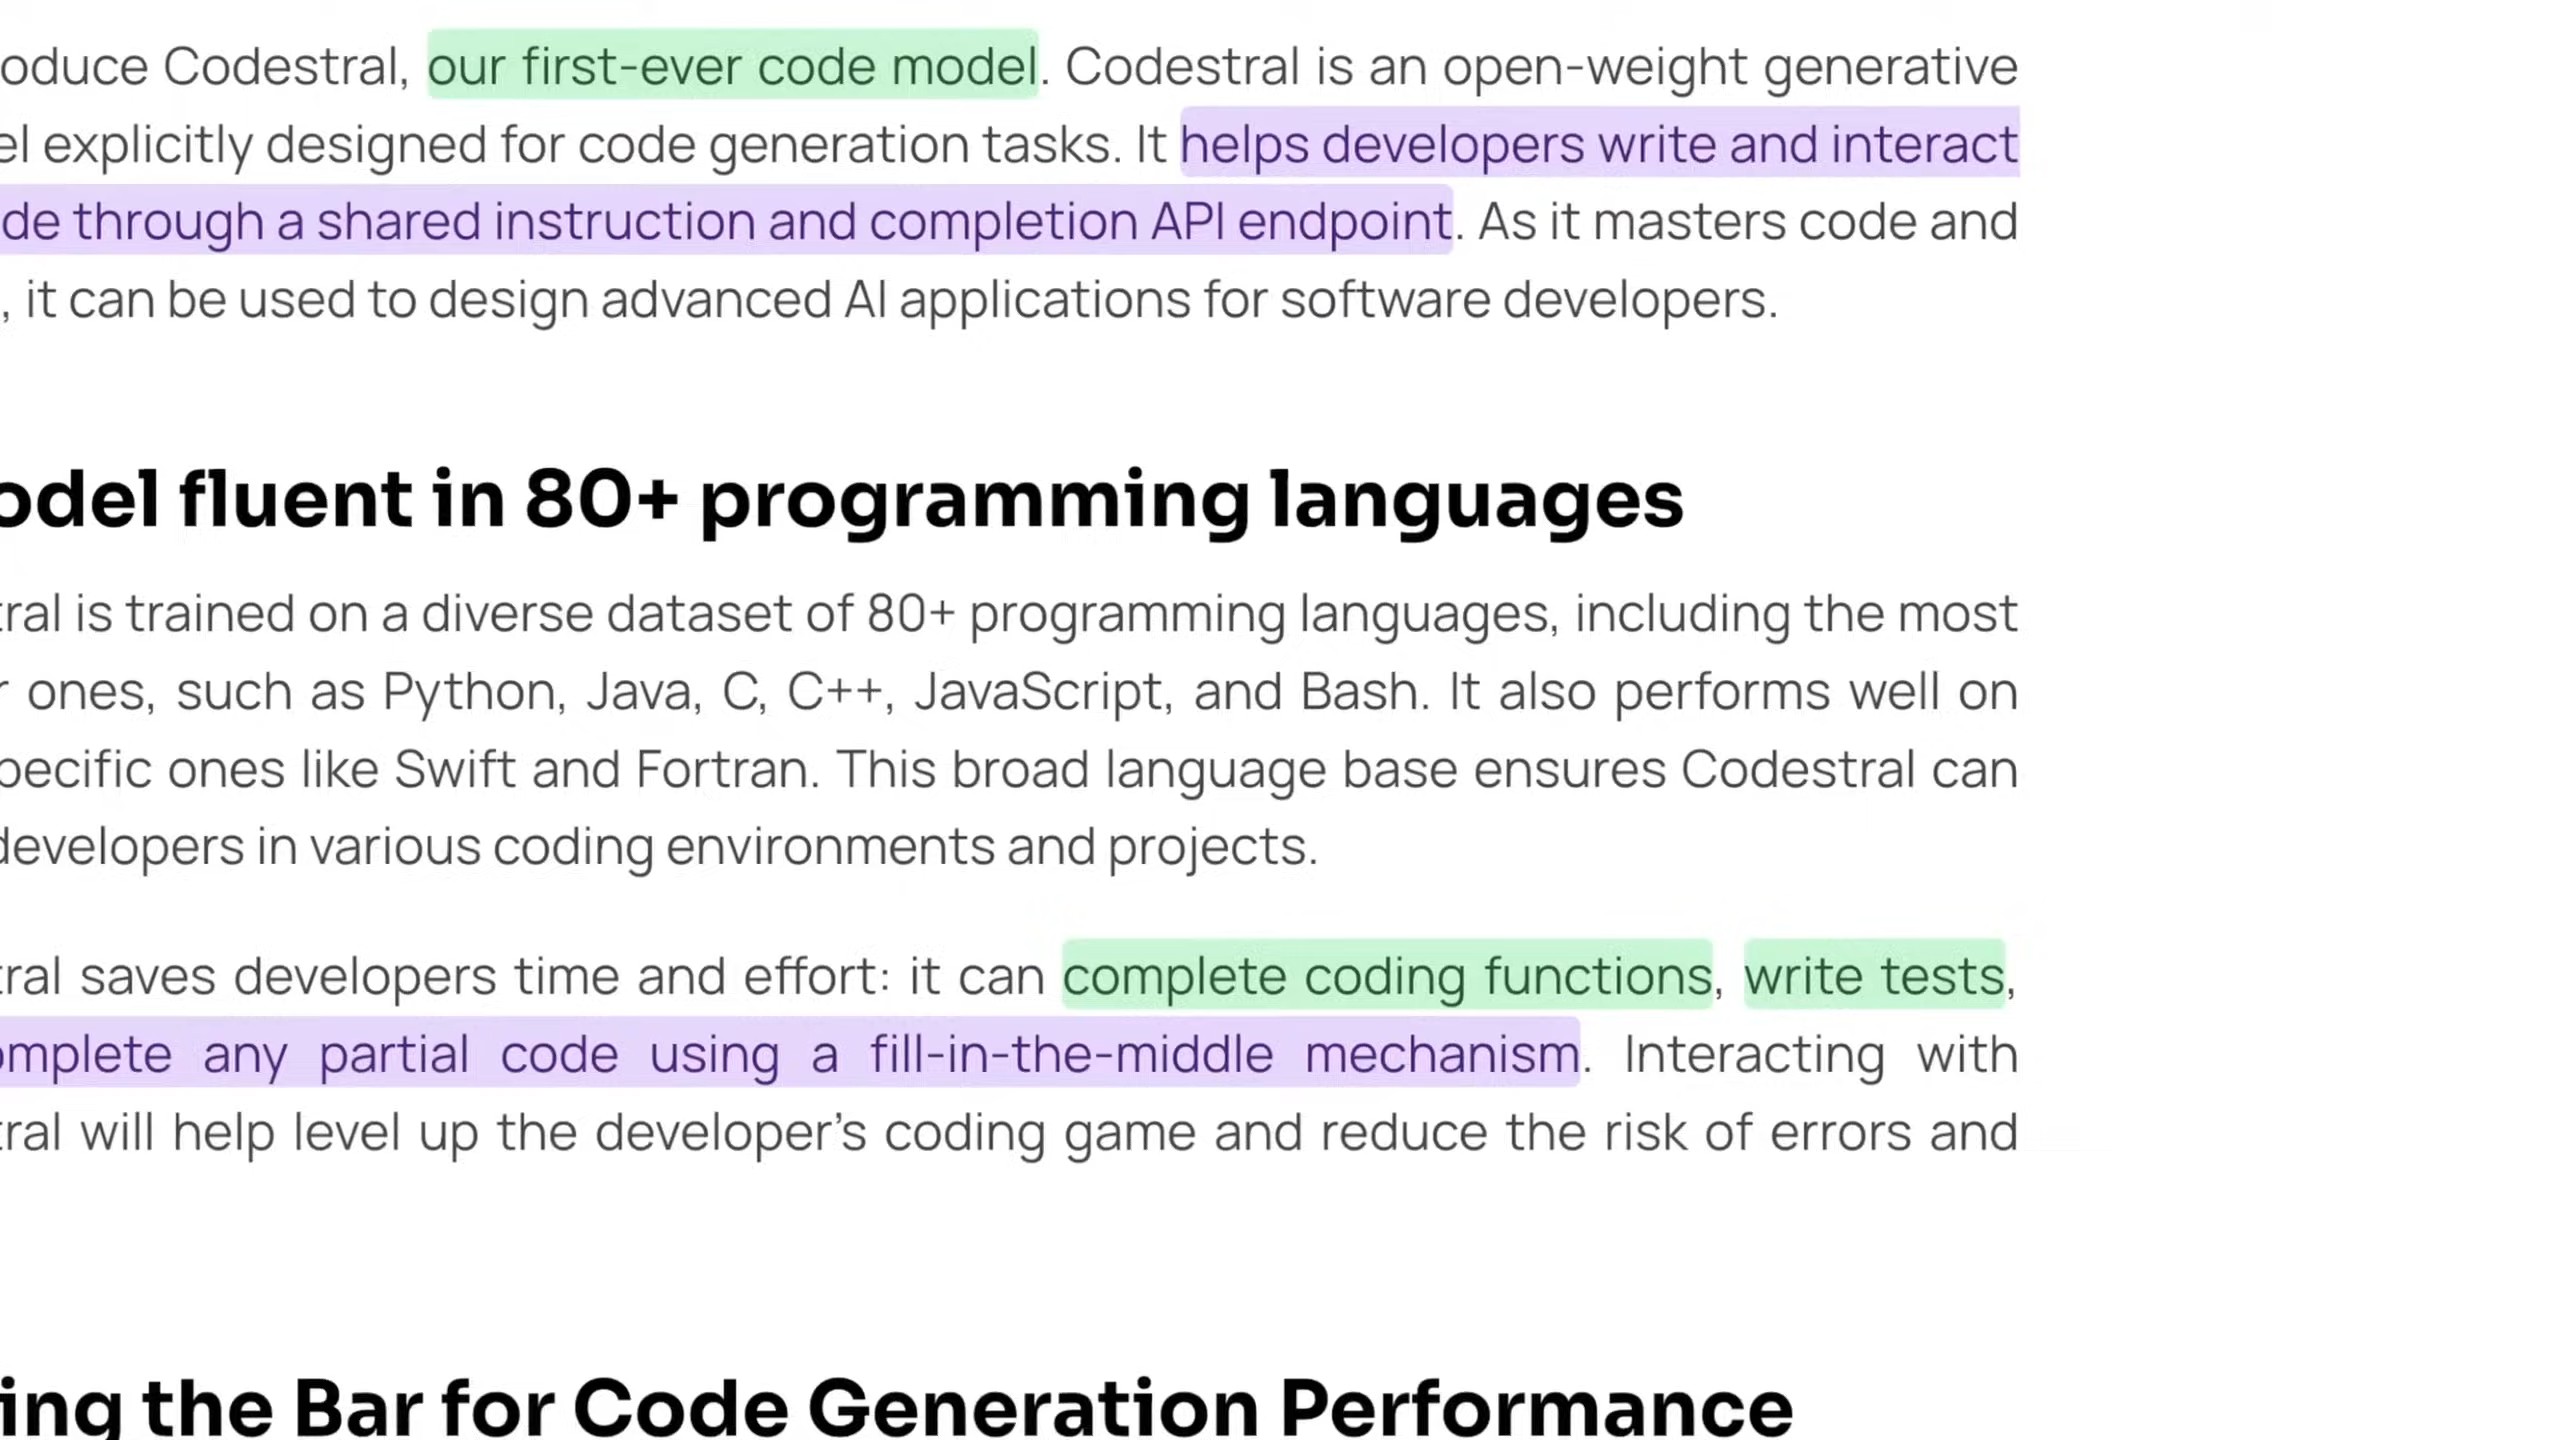 oduce Codestral, our first-ever code model. Codestral is an open-weight generative
el explicitly designed for code generation tasks. It helps developers write and interact
de through a shared instruction and completion API endpoint. As it masters code and
, it can be used to design advanced AI applications for software developers.
odel fluent in 80+ programming languages
tral is trained on a diverse dataset of 80+ programming languages, including the most
r ones, such as Python, Java, C, C++, JavaScript, and Bash. It also performs well on
pecific ones like Swift and Fortran. This broad language base ensures Codestral can
developers in various coding environments and projects.
tral saves developers time and effort: it can complete coding functions, write tests,
omplete any partial code using a fill-in-the-middle mechanism. Interacting with
tral will help level up the developer’s coding game and reduce the risk of errors and
ing the Bar for Code Generation Performance